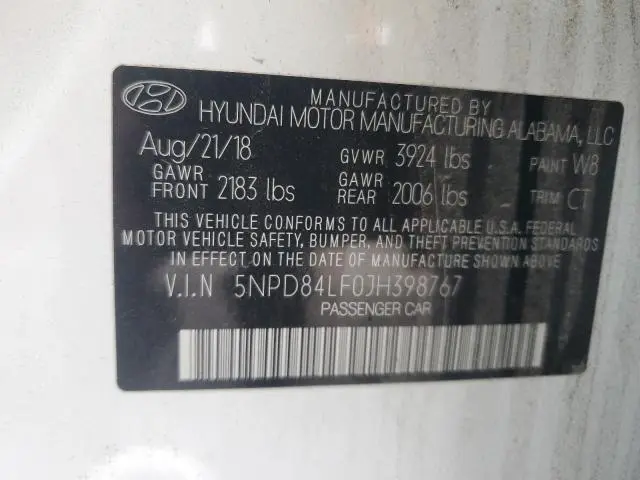 MANUFACTURED BY
HYUNDAI MOTOR MANUFACTURING ALABAMA, LLC
Aug/21/18 GVWR 3924 lbs PAINT W8
GAWR FRONT 2183 lbs GAWR REAR 2006 lbs TRIM CT
THIS VEHICLE CONFORMS TO ALL APPLICABLE U.S.A. FEDERAL
MOTOR VEHICLE SAFETY, BUMPER, AND THEFT PREVENTION STANDARDS
IN EFFECT ON THE DATE OF MANUFACTURE SHOWN ABOVE.
V.I.N 5NPD84LF0JH398767
PASSENGER CAR